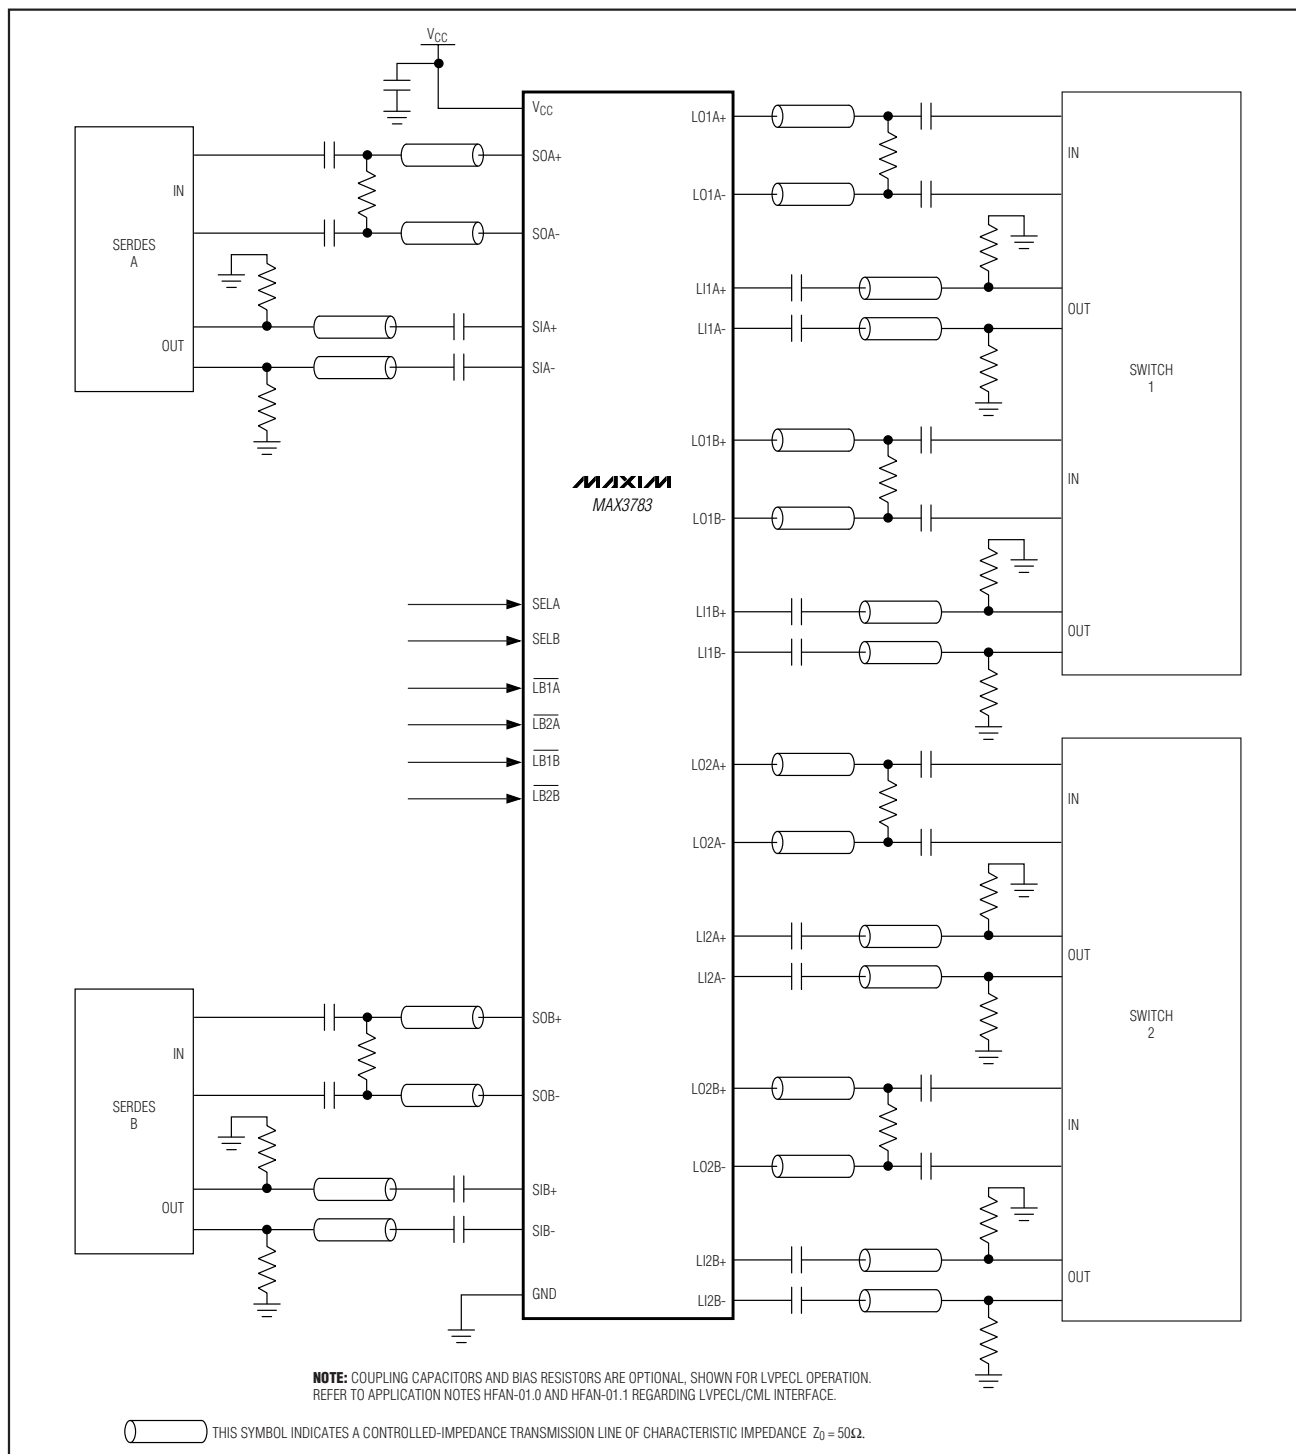 VCC
VCC
SOA+
SOA-
SIA+
SIA-
IN
OUT
SERDES
A
LO1A+
LO1A-
LI1A+
LI1A-
LO1B+
LO1B-
LI1B+
LI1B-
IN
OUT
IN
OUT
SWITCH
1
MAXIM
MAX3783
SELA
SELB
LB1A
LB2A
LB1B
LB2B
LO2A+
LO2A-
LI2A+
LI2A-
LO2B+
LO2B-
LI2B+
LI2B-
IN
OUT
IN
OUT
SWITCH
2
IN
OUT
SERDES
B
SOB+
SOB-
SIB+
SIB-
GND
NOTE: COUPLING CAPACITORS AND BIAS RESISTORS ARE OPTIONAL, SHOWN FOR LVPECL OPERATION.
REFER TO APPLICATION NOTES HFAN-01.0 AND HFAN-01.1 REGARDING LVPECL/CML INTERFACE.
THIS SYMBOL INDICATES A CONTROLLED-IMPEDANCE TRANSMISSION LINE OF CHARACTERISTIC IMPEDANCE Z0 = 50Ω.